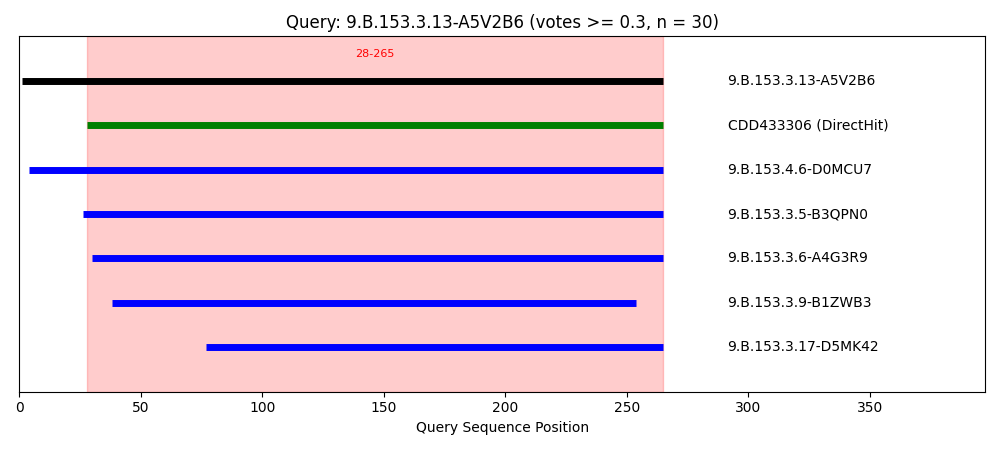 Query: 9.B.153.3.13-A5V2B6 (votes >= 0.3, n = 30)
28-265
9.B.153.3.13-A5V2B6
CDD433306 (DirectHit)
9.B.153.4.6-D0MCU7
9.B.153.3.5-B3QPN0
9.B.153.3.6-A4G3R9
9.B.153.3.9-B1ZWB3
9.B.153.3.17-D5MK42
0 50 100 150 200 250 300 350
Query Sequence Position